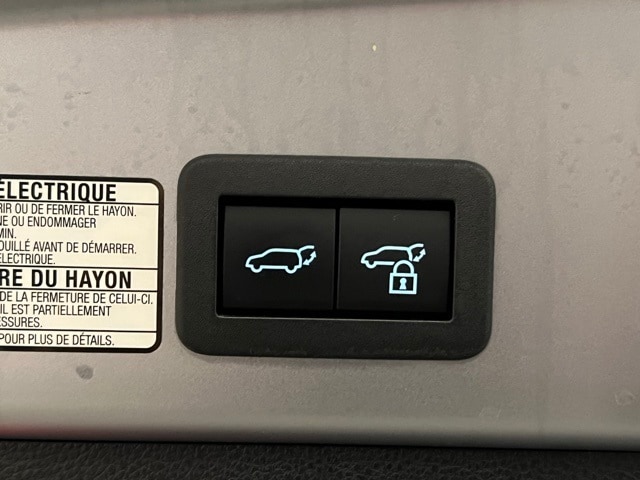 ÉLECTRIQUE
RIR OU DE FERMER LE HAYON.
NE OU ENDOMMAGER
MIN.
OUILLÉ AVANT DE DÉMARRER.
ÉLECTRIQUE.
RE DU HAYON
DE LA FERMETURE DE CELUI-CI.
IL EST PARTIELLEMENT
ESSURES.
POUR PLUS DE DÉTAILS.